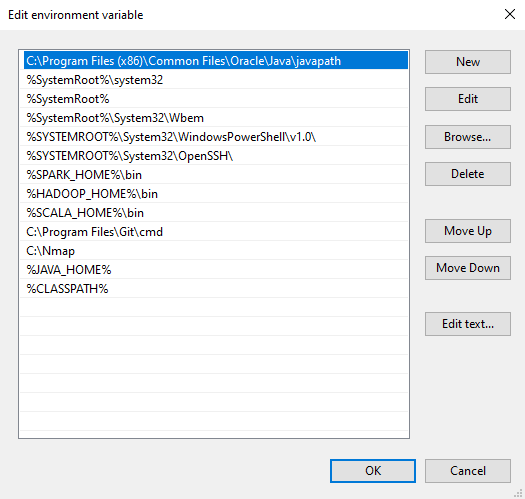 Edit environment variable
C:\Program Files (x86)\Common Files\Oracle\Java\javapath
%SystemRoot%\system32
%SystemRoot%
%SystemRoot%\System32\Wbem
%SYSTEMROOT%\System32\WindowsPowerShell\v1.0\
%SYSTEMROOT%\System32\OpenSSH\
%SPARK_HOME%\bin
%HADOOP_HOME%\bin
%SCALA_HOME%\bin
C:\Program Files\Git\cmd
C:\Nmap
%JAVA_HOME%
%CLASSPATH%
New
Edit
Browse...
Delete
Move Up
Move Down
Edit text...
OK
Cancel